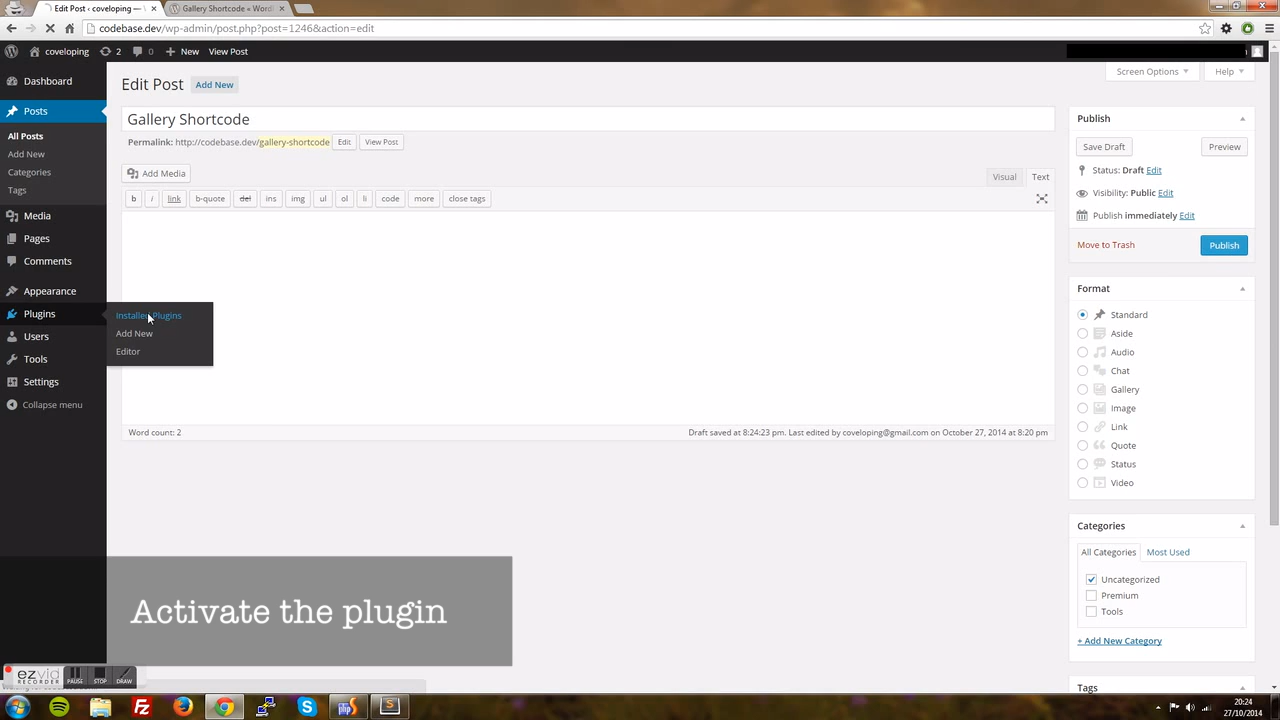 Edit Post ‹ coveloping — \
Gallery Shortcode « Word
codebase.dev/wp-admin/post.php?post=1246&action=edit
coveloping
2
0
New
View Post
Screen Options
Help
Dashboard
Posts
All Posts
Add New
Categories
Tags
Media
Pages
Comments
Appearance
Plugins
Users
Tools
Settings
Collapse menu
Installed Plugins
Add New
Editor
Edit Post
Add New
Gallery Shortcode
Permalink: http://codebase.dev/gallery-shortcode
Edit
View Post
Add Media
Visual
Text
b
i
link
b-quote
del
ins
img
ul
ol
li
code
more
close tags
Word count: 2
Draft saved at 8:24:23 pm. Last edited by coveloping@gmail.com on October 27, 2014 at 8:20 pm
Publish
Save Draft
Preview
Status: Draft Edit
Visibility: Public Edit
Publish immediately Edit
Move to Trash
Publish
Format
Standard
Aside
Audio
Chat
Gallery
Image
Link
Quote
Status
Video
Categories
All Categories
Most Used
Uncategorized
Premium
Tools
+ Add New Category
Tags
Activate the plugin
ezvid
RECORDER
PAUSE
STOP
DRAW
20:24
27/10/2014